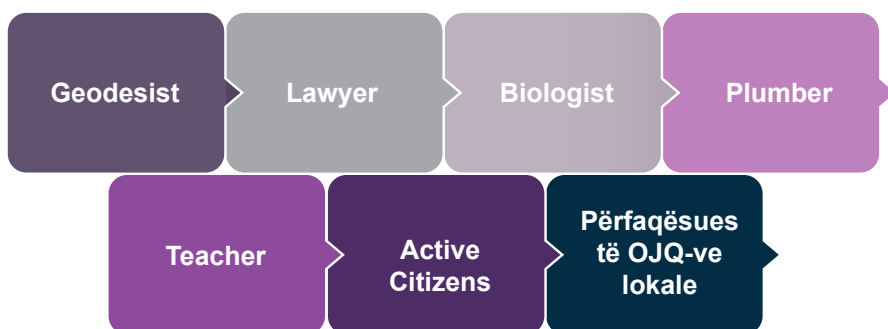 Geodesist
Lawyer
Biologist
Plumber
Teacher
Active
Citizens
Përfaqësues
të OJQ-ve
lokale